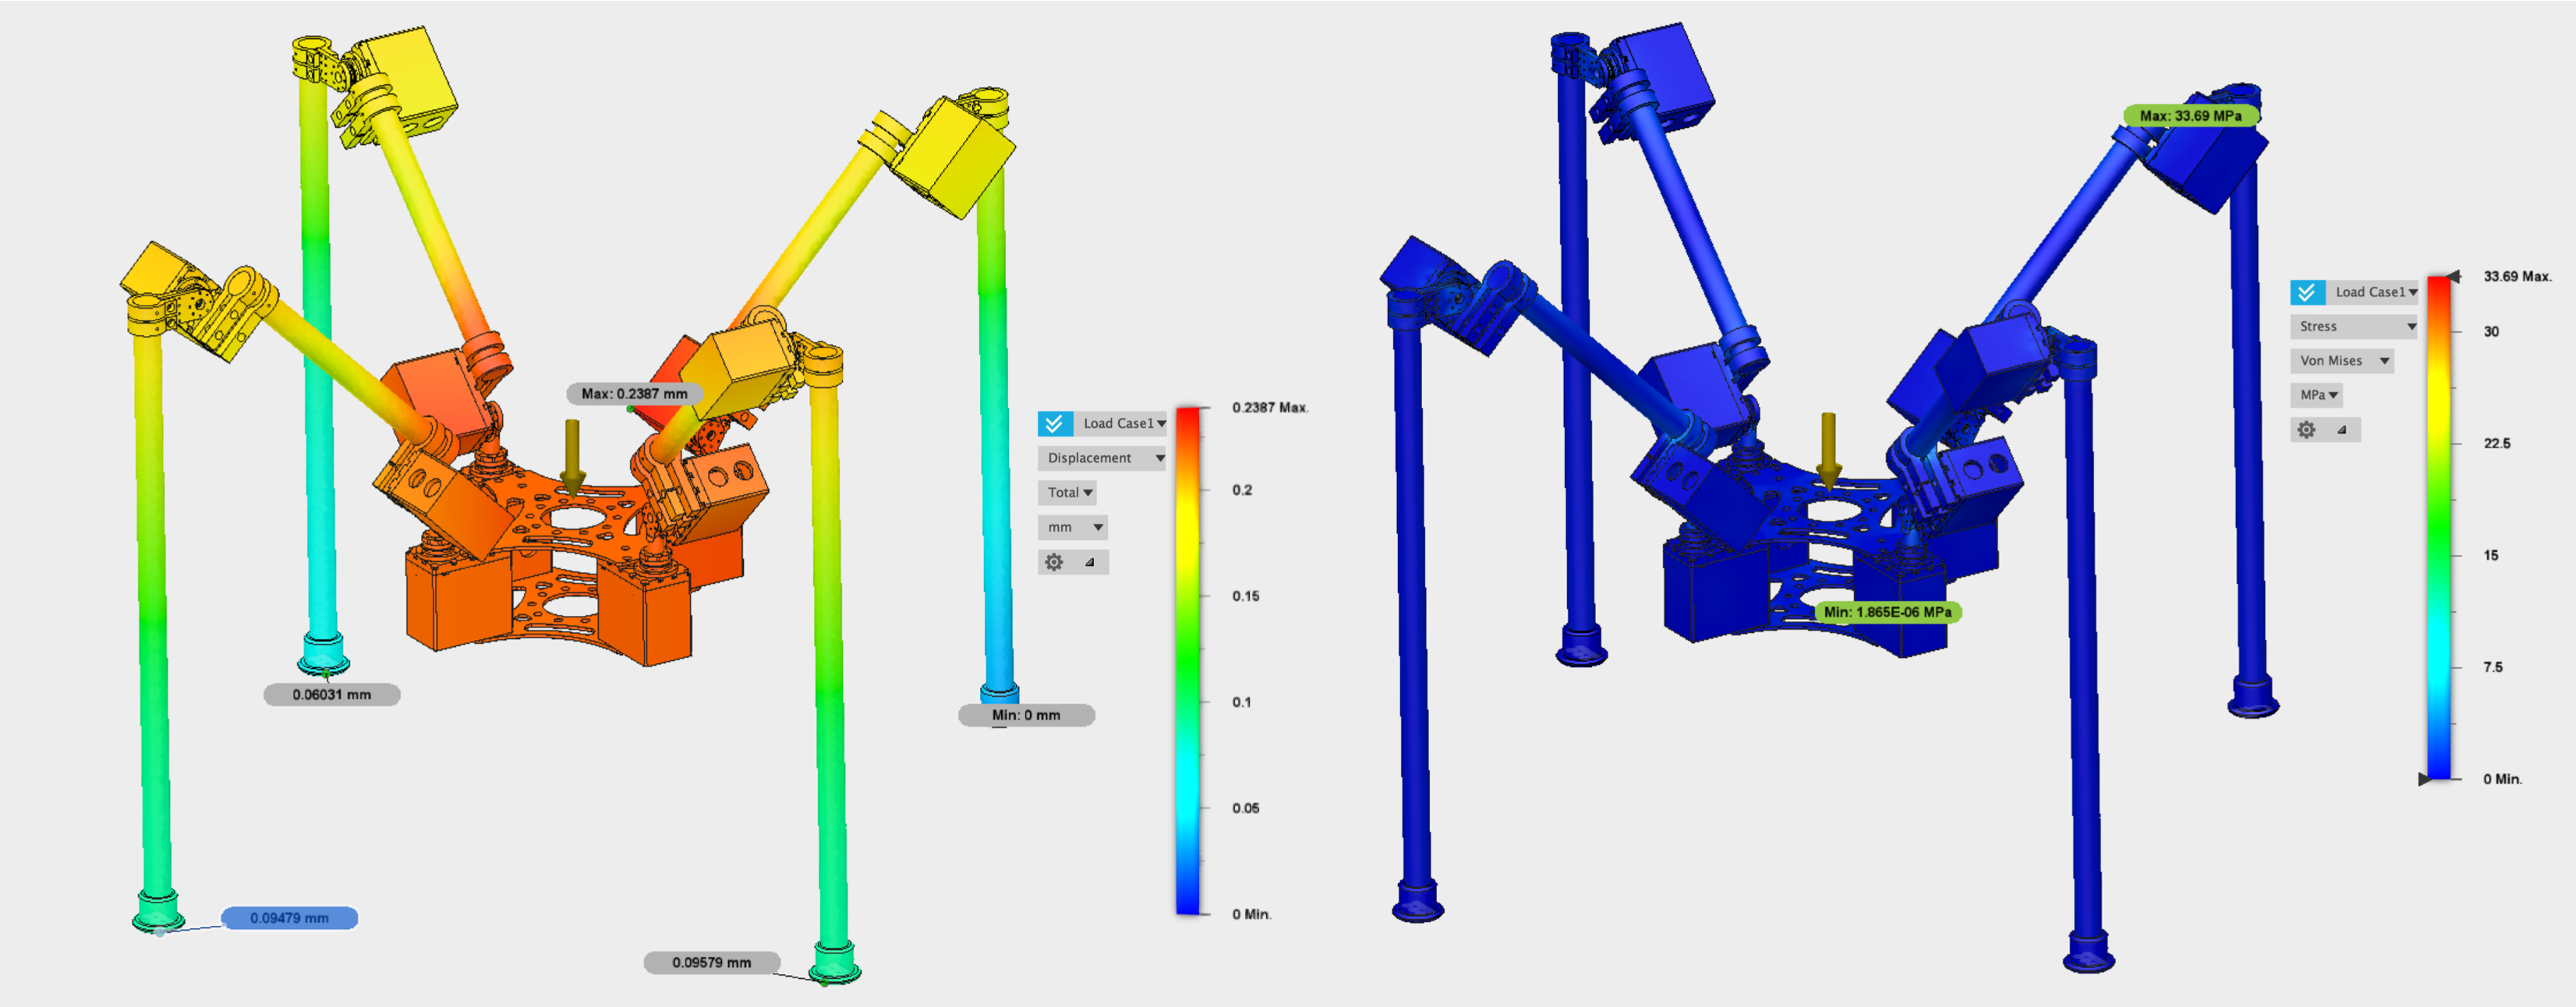 Max: 0.2387 mm
0.06031 mm
Min: 0 mm
0.09479 mm
0.09579 mm
Load Case1
Displacement
Total
mm
0.2387 Max.
0.2
0.15
0.1
0.05
0 Min.
Max: 33.69 MPa
Min: 1.865E-06 MPa
Load Case1
Stress
Von Mises
MPa
33.69 Max.
30
22.5
15
7.5
0 Min.